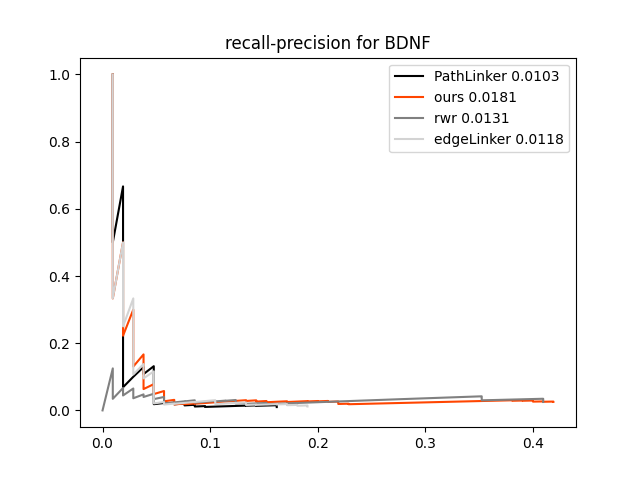 recall-precision for BDNF
PathLinker 0.0103
ours 0.0181
rwr 0.0131
edgeLinker 0.0118
1.0
0.8
0.6
0.4
0.2
0.0
0.0 0.1 0.2 0.3 0.4